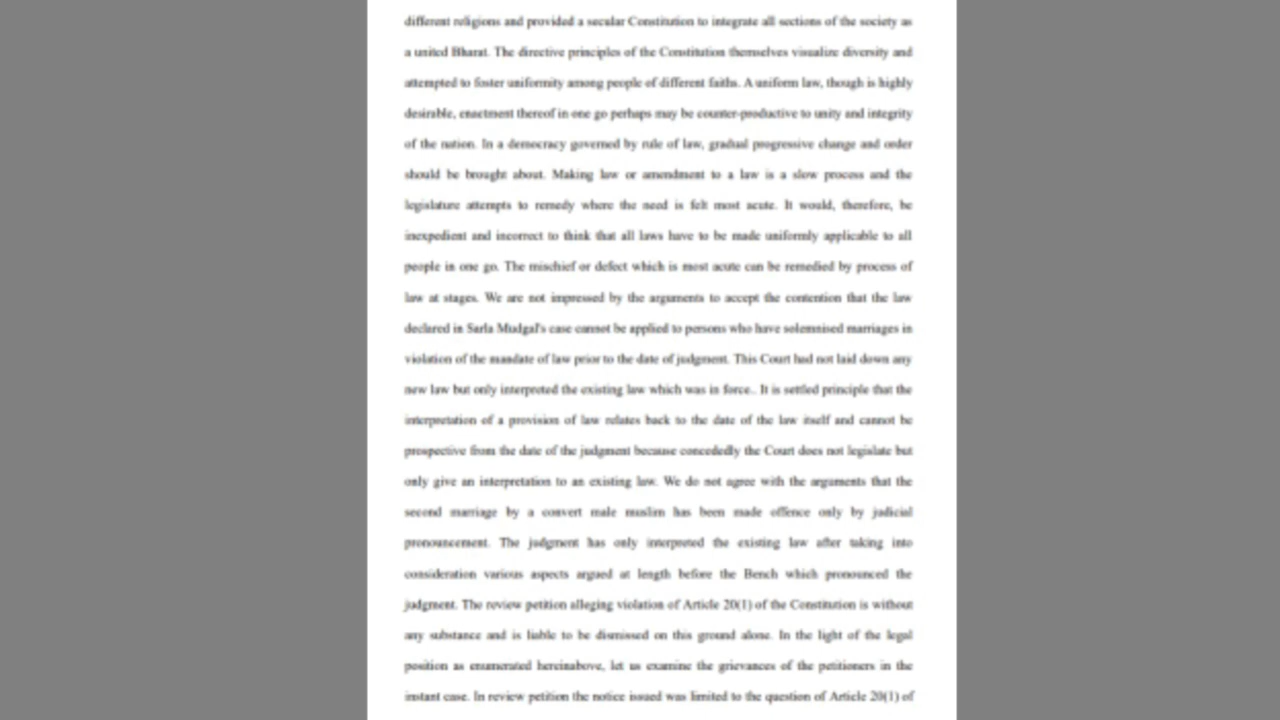 different religions and provided a secular Constitution to integrate all sections of the society as
a united Bharat. The directive principles of the Constitution themselves visualize diversity and
attempted to foster uniformity among people of different faiths. A uniform law, though is highly
desirable, enactment thereof in one go perhaps may be counter-productive to unity and integrity
of the nation. In a democracy governed by rule of law, gradual progressive change and order
should be brought about. Making law or amendment to a law is a slow process and the
legislature attempts to remedy where the need is felt most acute. It would, therefore, be
inexpedient and incorrect to think that all laws have to be made uniformly applicable to all
people in one go. The mischief or defect which is most acute can be remedied by process of
law at stages. We are not impressed by the arguments to accept the contention that the law
declared in Sarla Mudgal's case cannot be applied to persons who have solemnised marriages in
violation of the mandate of law prior to the date of judgment. This Court had not laid down any
new law but only interpreted the existing law which was in force.. It is settled principle that the
interpretation of a provision of law relates back to the date of the law itself and cannot be
prospective from the date of the judgment because concededly the Court does not legislate but
only give an interpretation to an existing law. We do not agree with the arguments that the
second marriage by a convert male muslim has been made offence only by judicial
pronouncement. The judgment has only interpreted the existing law after taking into
consideration various aspects argued at length before the Bench which pronounced the
judgment. The review petition alleging violation of Article 20(1) of the Constitution is without
any substance and is liable to be dismissed on this ground alone. In the light of the legal
position as enumerated hereinabove, let us examine the grievances of the petitioners in the
instant case. In review petition the notice issued was limited to the question of Article 20(1) of